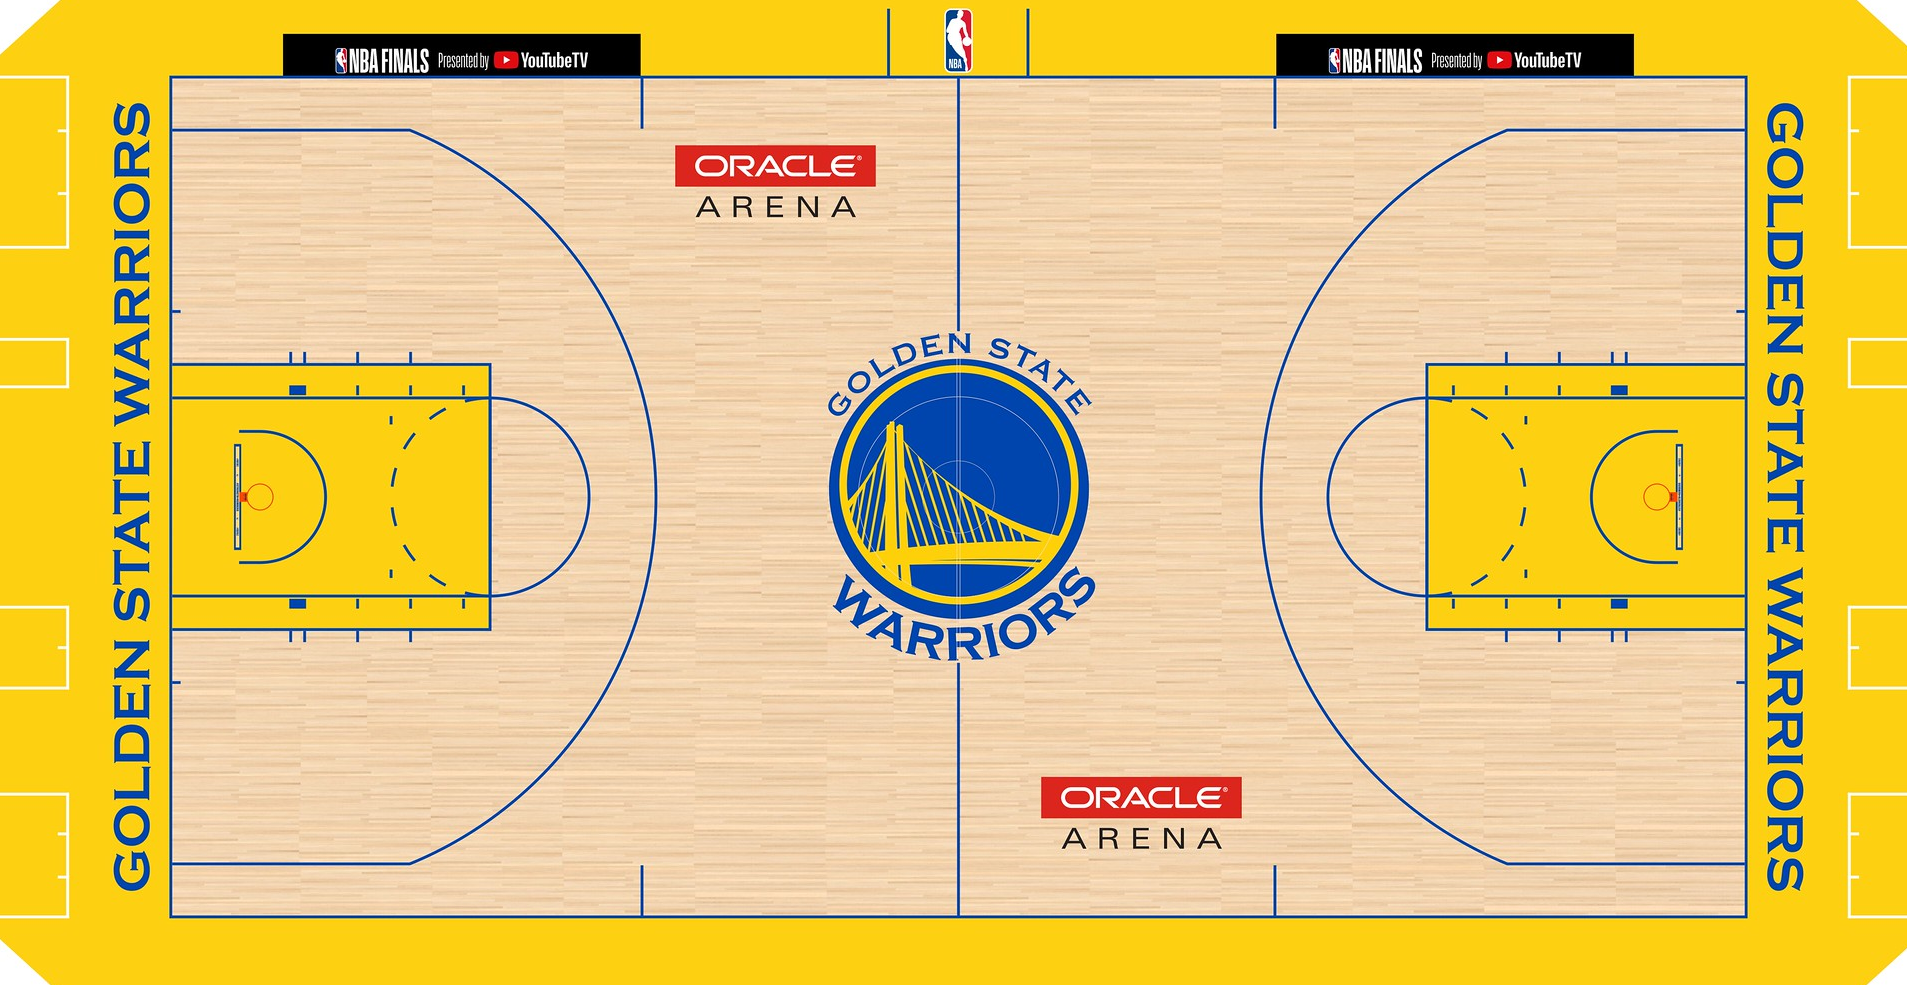 NBA FINALS Presented by YouTubeTV
NBA
NBA FINALS Presented by YouTubeTV
GOLDEN STATE WARRIORS
ORACLE®
ARENA
GOLDEN STATE
WARRIORS
ORACLE®
ARENA
GOLDEN STATE WARRIORS